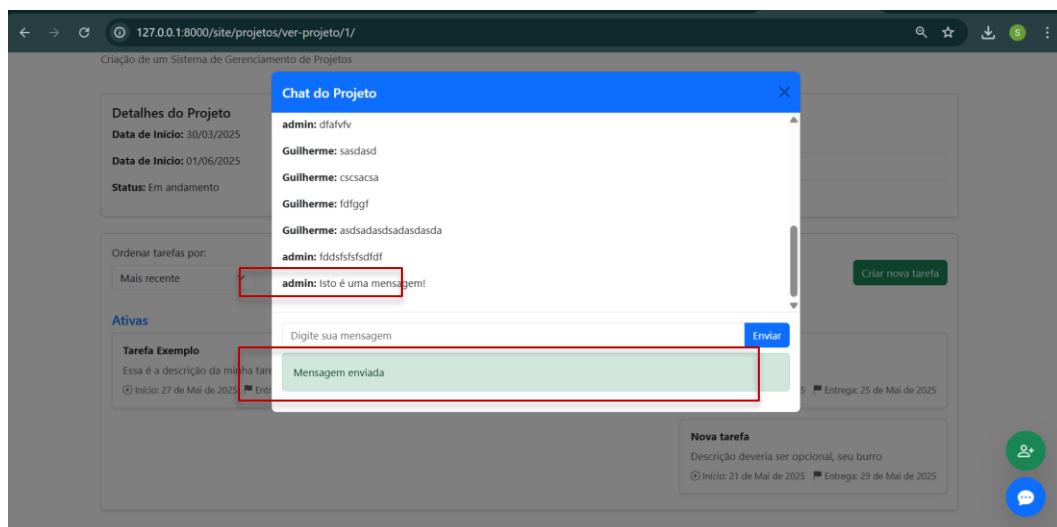 127.0.0.1:8000/site/projetos/ver-projeto/1/
S
Criação de um Sistema de Gerenciamento de Projetos
Chat do Projeto
Detalhes do Projeto
Data de Início: 30/03/2025
Data de Início: 01/06/2025
Status: Em andamento
admin: dfafvfv
Guilherme: sasdasd
Guilherme: cscsacsa
Guilherme: fdfggf
Guilherme: asdsadasdsadasdasda
admin: fddsfsfsfsdfdf
admin: Isto é uma mensagem!
Ordenar tarefas por:
Mais recente
Criar nova tarefa
Digite sua mensagem
Enviar
Mensagem enviada
Ativas
Tarefa Exemplo
Essa é a descrição da minha tare
Início: 27 de Mai de 2025 Entr
5 Entrega: 25 de Mai de 2025
Nova tarefa
Descrição deveria ser opcional, seu burro
Início: 21 de Mai de 2025 Entrega: 29 de Mai de 2025